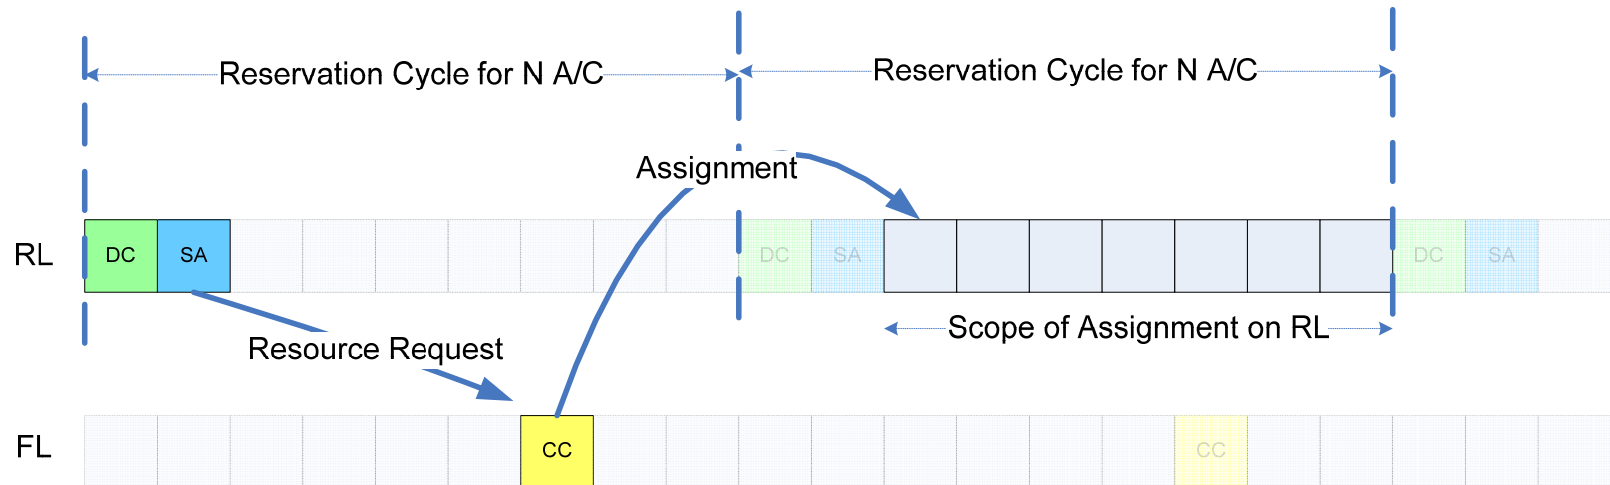 Reservation Cycle for N A/C
Reservation Cycle for N A/C
Assignment
RL
DC
SA
DC
SA
DC
SA
Scope of Assignment on RL
Resource Request
FL
CC
CC